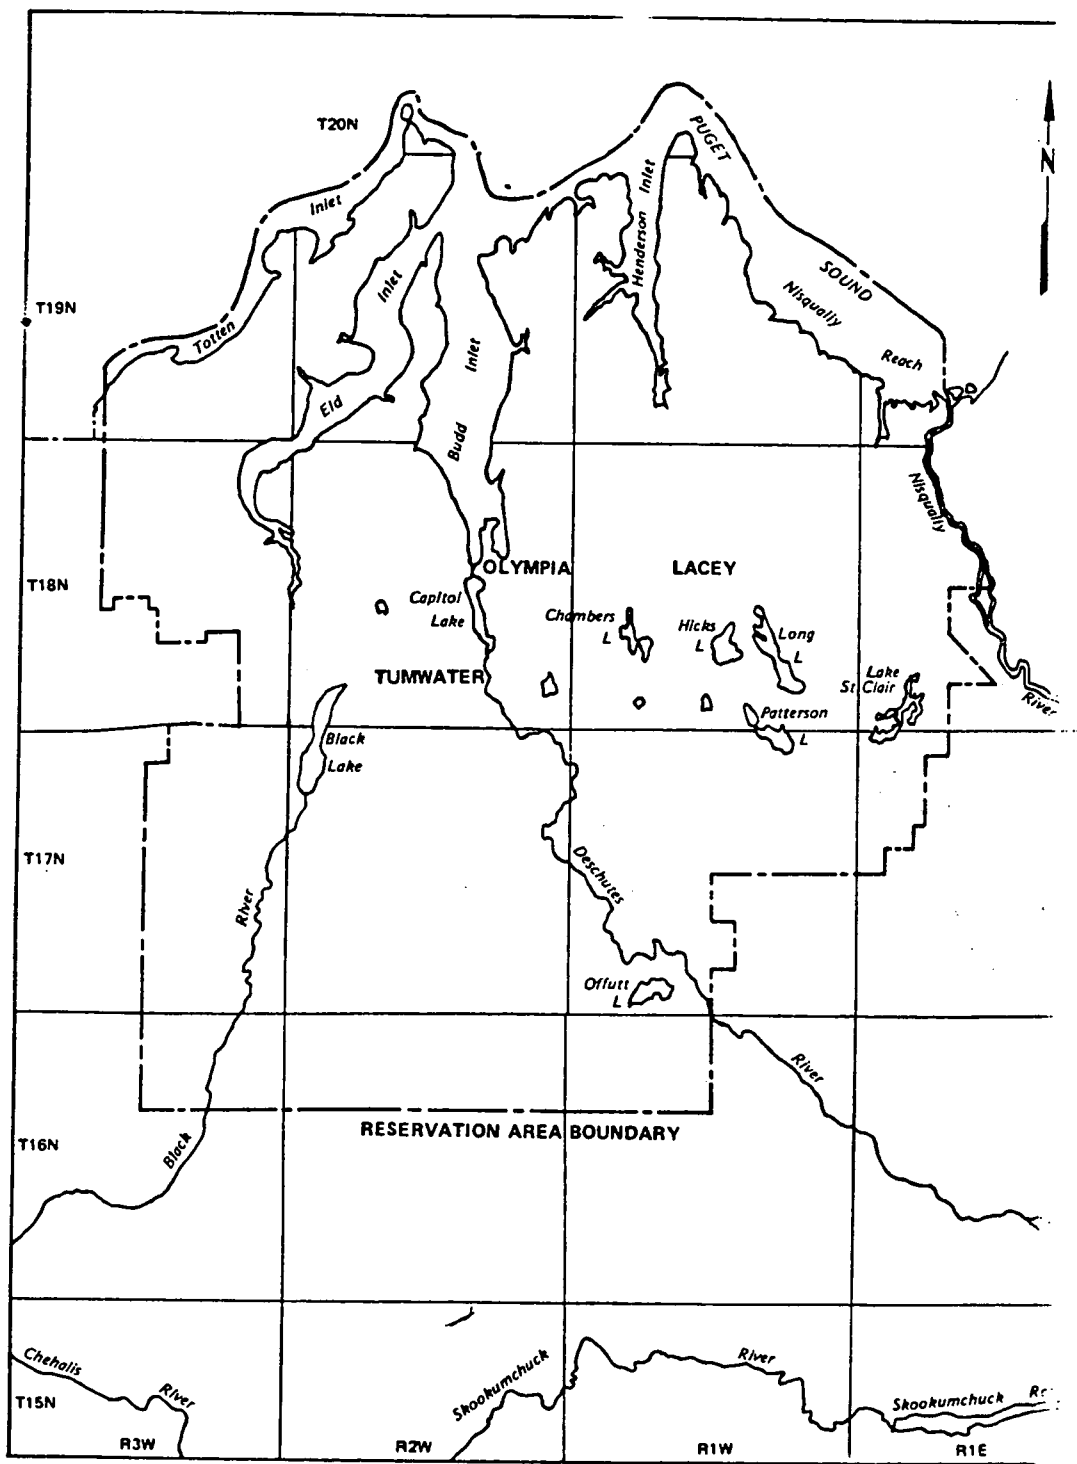 T20N
PUGET
N
Inlet
Inlet
Henderson
Inlet
SOUND
Nisqually
T19N
Totten
Inlet
Reach
Eld
Budd
Nisqually
OLYMPIA
LACEY
T18N
Capitol
Lake
Chambers
L
Hicks
L
Long
L
TUMWATER
Lake
St. Clair
River
Patterson
L
Black
Lake
T17N
Deschutes
River
Offutt
L
River
RESERVATION AREA BOUNDARY
T16N
Black
Chehalis
River
Skookumchuck
River
Skookumchuck
T15N
R3W
R2W
R1W
R1E